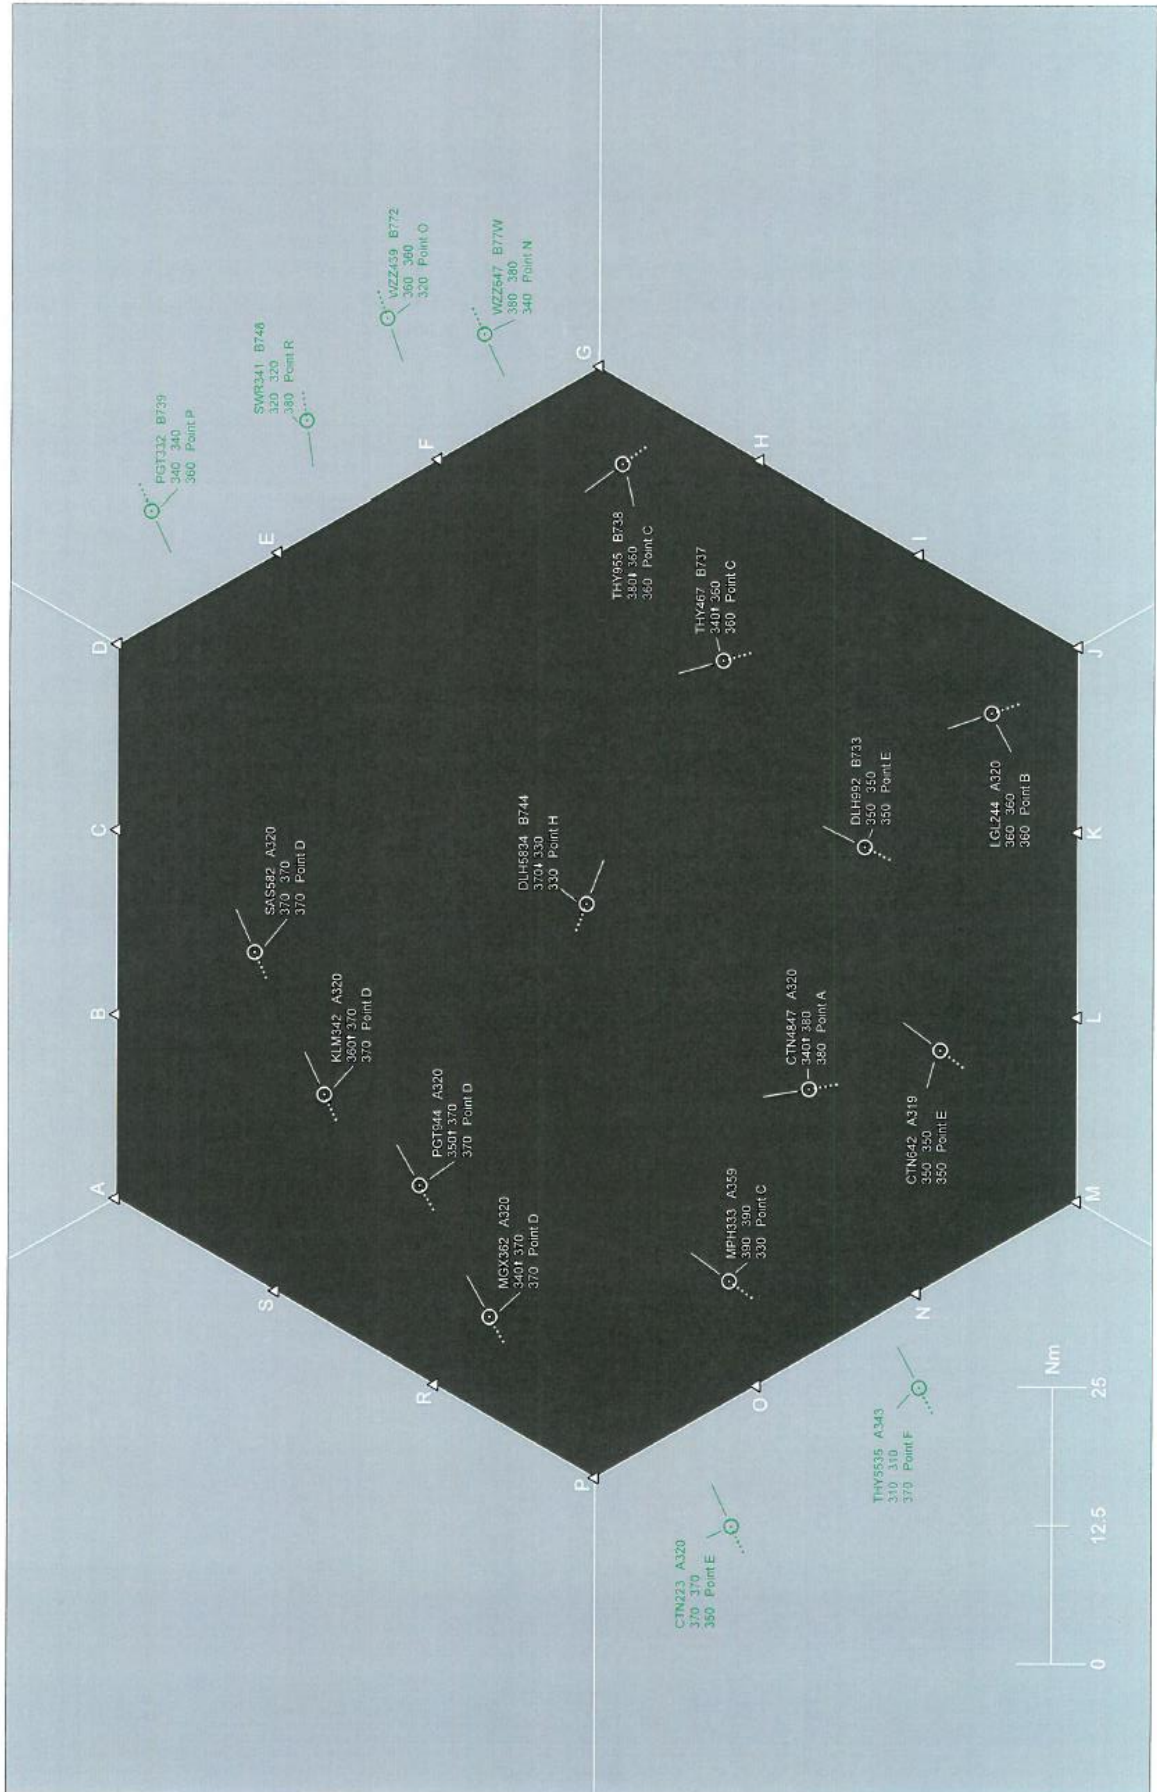 PGT332 B739
340 340
360 Point P
A
B
C
D
SWR341 B748
320 320
380 Point R
S
SAS582 A320
370 370
370 Point D
E
KLM342 A320
360⬆ 370
370 Point D
WZZ439 B772
360 360
320 Point O
R
PGT944 A320
350⬆ 370
370 Point D
F
WZZ647 B77W
380 380
340 Point N
MGX362 A320
340⬆ 370
370 Point D
DLH5834 B744
370⬇ 330
330 Point H
P
G
THY955 B738
380⬇ 360
360 Point C
CTN223 A320
370 370
350 Point E
MPH333 A359
390 390
330 Point C
THY467 B737
340⬆ 360
360 Point C
O
H
CTN4847 A320
340⬆ 380
380 Point A
DLH992 B733
350 350
350 Point E
THY5535 A343
310 310
370 Point F
N
CTN642 A319
350 350
350 Point E
I
LGL244 A320
360 360
360 Point B
M
L
K
J
Nm
0
12.5
25